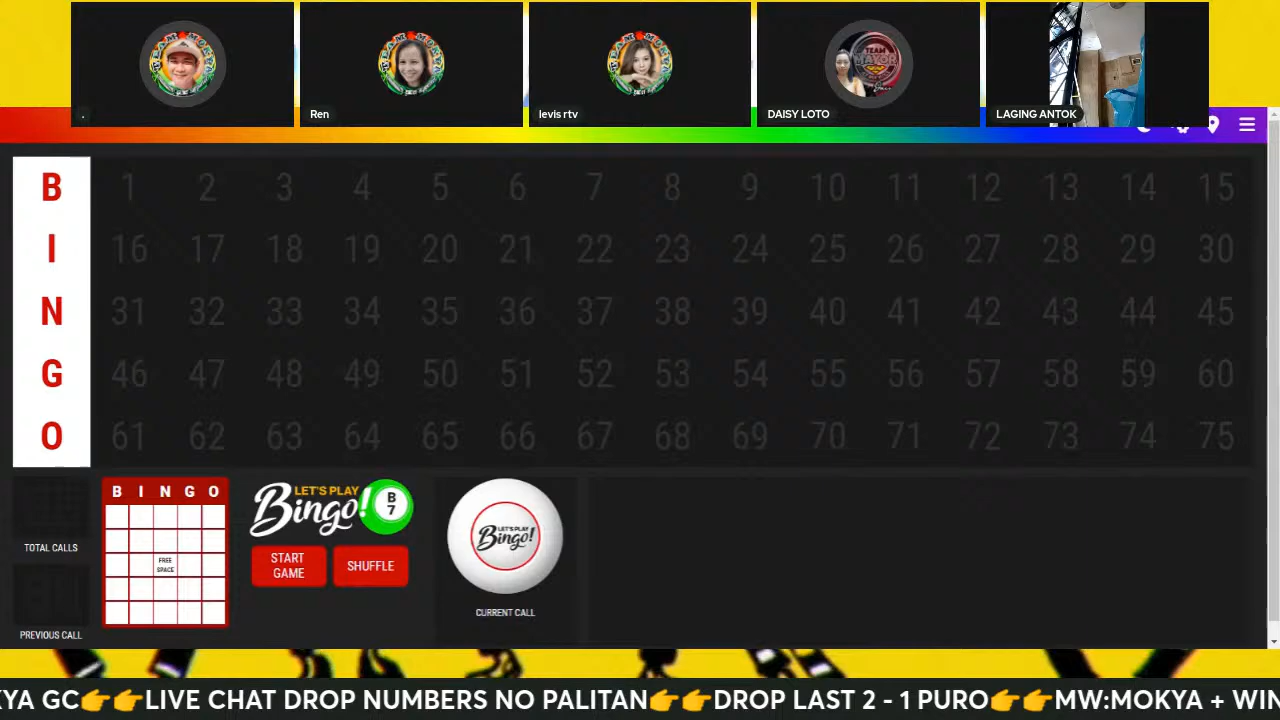 .
Ren
levis rtv
DAISY LOTO
LAGING ANTOK
B 1 2 3 4 5 6 7 8 9 10 11 12 13 14 15
I 16 17 18 19 20 21 22 23 24 25 26 27 28 29 30
N 31 32 33 34 35 36 37 38 39 40 41 42 43 44 45
G 46 47 48 49 50 51 52 53 54 55 56 57 58 59 60
O 61 62 63 64 65 66 67 68 69 70 71 72 73 74 75
TOTAL CALLS
PREVIOUS CALL
B I N G O
FREE
SPACE
LET'S PLAY
Bingo!
B
7
START
GAME
SHUFFLE
LET'S PLAY
Bingo!
CURRENT CALL
KYA GC👉👉LIVE CHAT DROP NUMBERS NO PALITAN👉👉DROP LAST 2 - 1 PURO👉👉MW:MOKYA + WIN